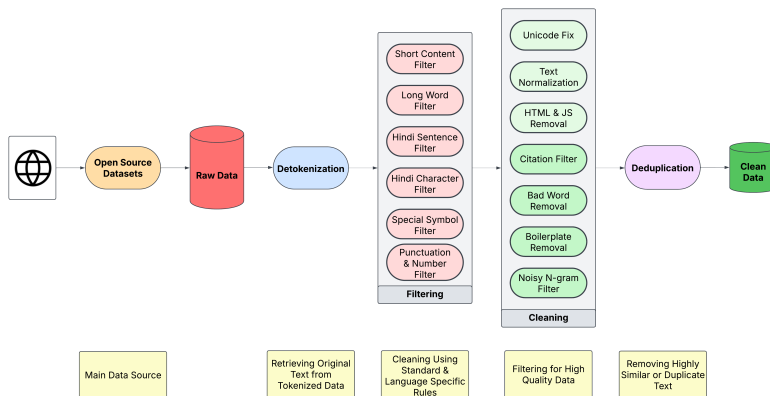 Open Source
Datasets
Raw Data
Detokenization
Short Content
Filter
Long Word
Filter
Hindi Sentence
Filter
Hindi Character
Filter
Special Symbol
Filter
Punctuation
& Number
Filter
Filtering
Unicode Fix
Text
Normalization
HTML & JS
Removal
Citation Filter
Bad Word
Removal
Boilerplate
Removal
Noisy N-gram
Filter
Cleaning
Deduplication
Clean
Data
Main Data Source
Retrieving Original
Text from
Tokenized Data
Cleaning Using
Standard &
Language Specific
Rules
Filtering for High
Quality Data
Removing Highly
Similar or Duplicate
Text